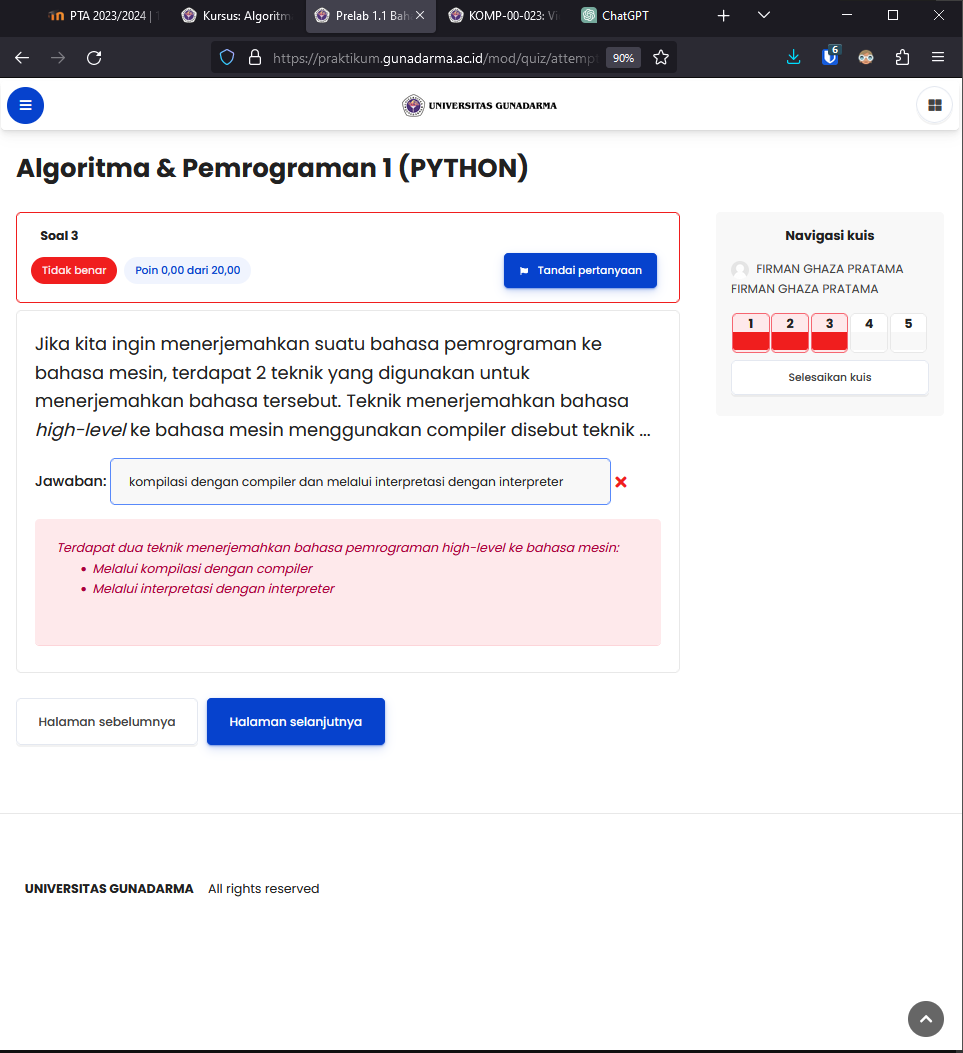 PTA 2023/2024 |
Kursus: Algoritm
Prelab 1.1 Bah
KOMP-00-023: Vi
ChatGPT
https://praktikum.gunadarma.ac.id/mod/quiz/attempt
90%
6
UNIVERSITAS GUNADARMA
Algoritma & Pemrograman 1 (PYTHON)
Soal 3
Tidak benar
Poin 0,00 dari 20,00
Tandai pertanyaan
Jika kita ingin menerjemahkan suatu bahasa pemrograman ke
bahasa mesin, terdapat 2 teknik yang digunakan untuk
menerjemahkan bahasa tersebut. Teknik menerjemahkan bahasa
high-level ke bahasa mesin menggunakan compiler disebut teknik ...
Jawaban: kompilasi dengan compiler dan melalui interpretasi dengan interpreter
Terdapat dua teknik menerjemahkan bahasa pemrograman high-level ke bahasa mesin:
• Melalui kompilasi dengan compiler
• Melalui interpretasi dengan interpreter
Halaman sebelumnya
Halaman selanjutnya
Navigasi kuis
FIRMAN GHAZA PRATAMA
FIRMAN GHAZA PRATAMA
1 2 3 4 5
Selesaikan kuis
UNIVERSITAS GUNADARMA All rights reserved